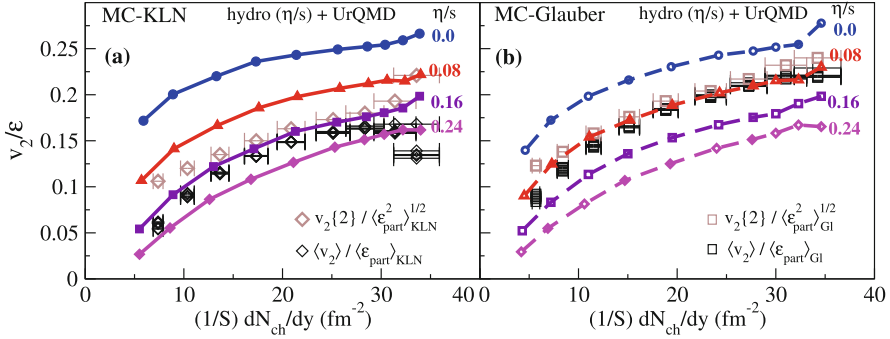 MC-KLN hydro (η/s) + UrQMD η/s
(a)
0.0
0.08
0.16
0.24
v₂{2} / ⟨ε²part⟩^1/2 KLN
⟨v₂⟩ / ⟨εpart⟩KLN
0.25
0.2
0.15
0.1
0.05
0
v₂/ε
0 10 20 30 40
(1/S) dNch/dy (fm⁻²)
MC-Glauber hydro (η/s) + UrQMD η/s
(b)
0.0
0.08
0.16
0.24
v₂{2} / ⟨ε²part⟩^1/2 Gl
⟨v₂⟩ / ⟨εpart⟩Gl
0 10 20 30 40
(1/S) dNch/dy (fm⁻²)